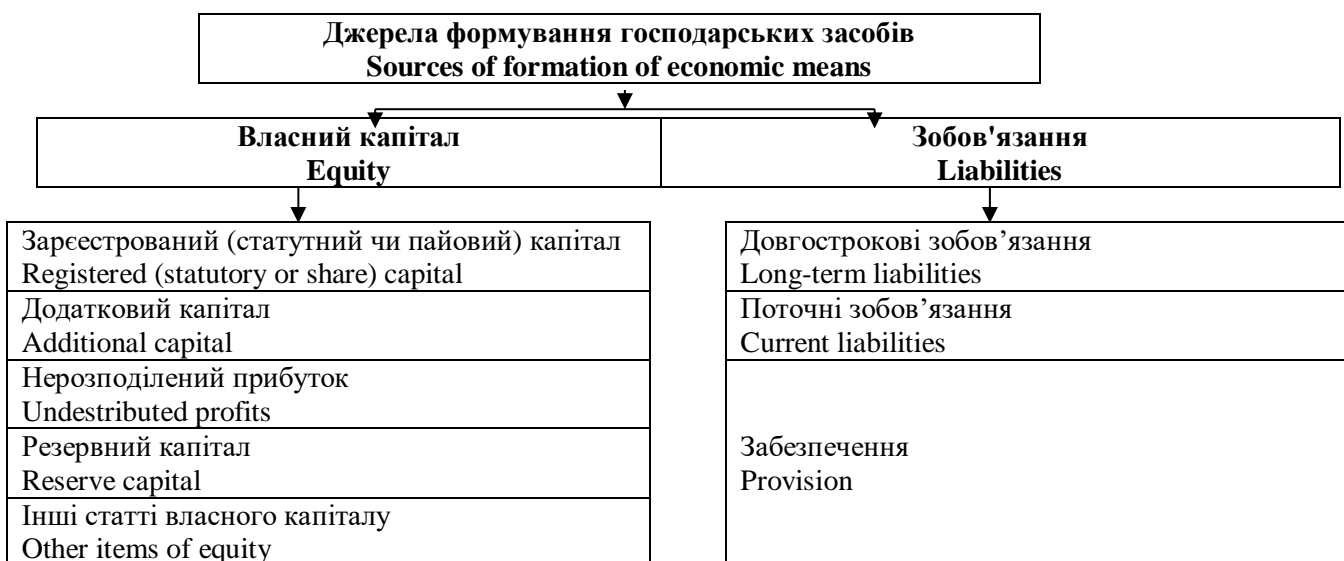 Джерела формування господарських засобів
Sources of formation of economic means
Власний капітал
Equity
Зобов'язання
Liabilities
Зареєстрований (статутний чи пайовий) капітал
Registered (statutory or share) capital
Додатковий капітал
Additional capital
Нерозподілений прибуток
Undestributed profits
Резервний капітал
Reserve capital
Інші статті власного капіталу
Other items of equity
Довгострокові зобов’язання
Long-term liabilities
Поточні зобов’язання
Current liabilities
Забезпечення
Provision